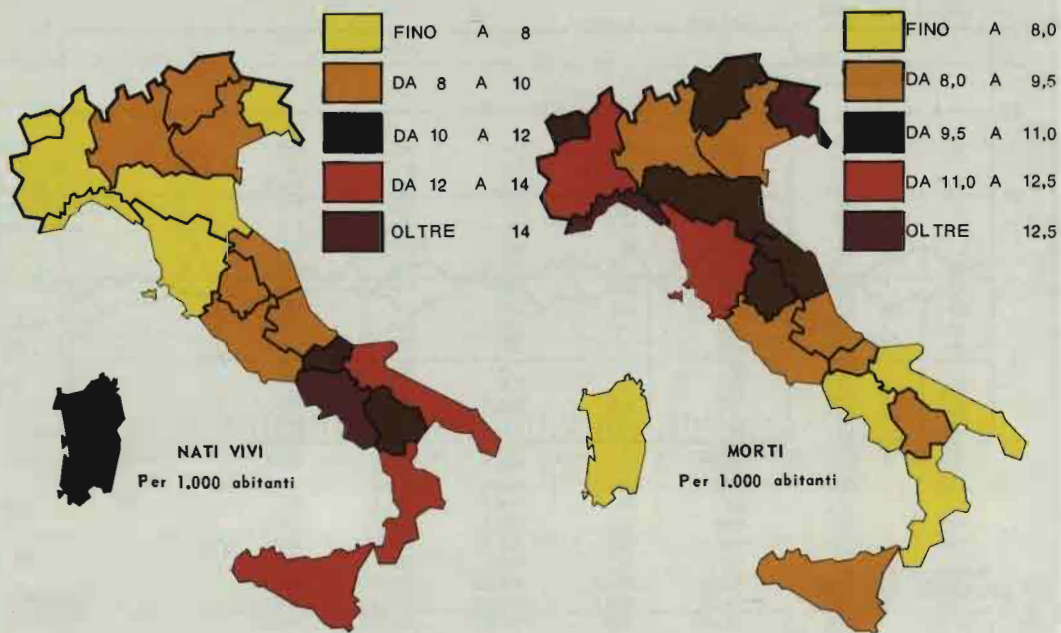 FINO A 8
DA 8 A 10
DA 10 A 12
DA 12 A 14
OLTRE 14
NATI VIVI
Per 1.000 abitanti
FINO A 8,0
DA 8,0 A 9,5
DA 9,5 A 11,0
DA 11,0 A 12,5
OLTRE 12,5
MORTI
Per 1.000 abitanti